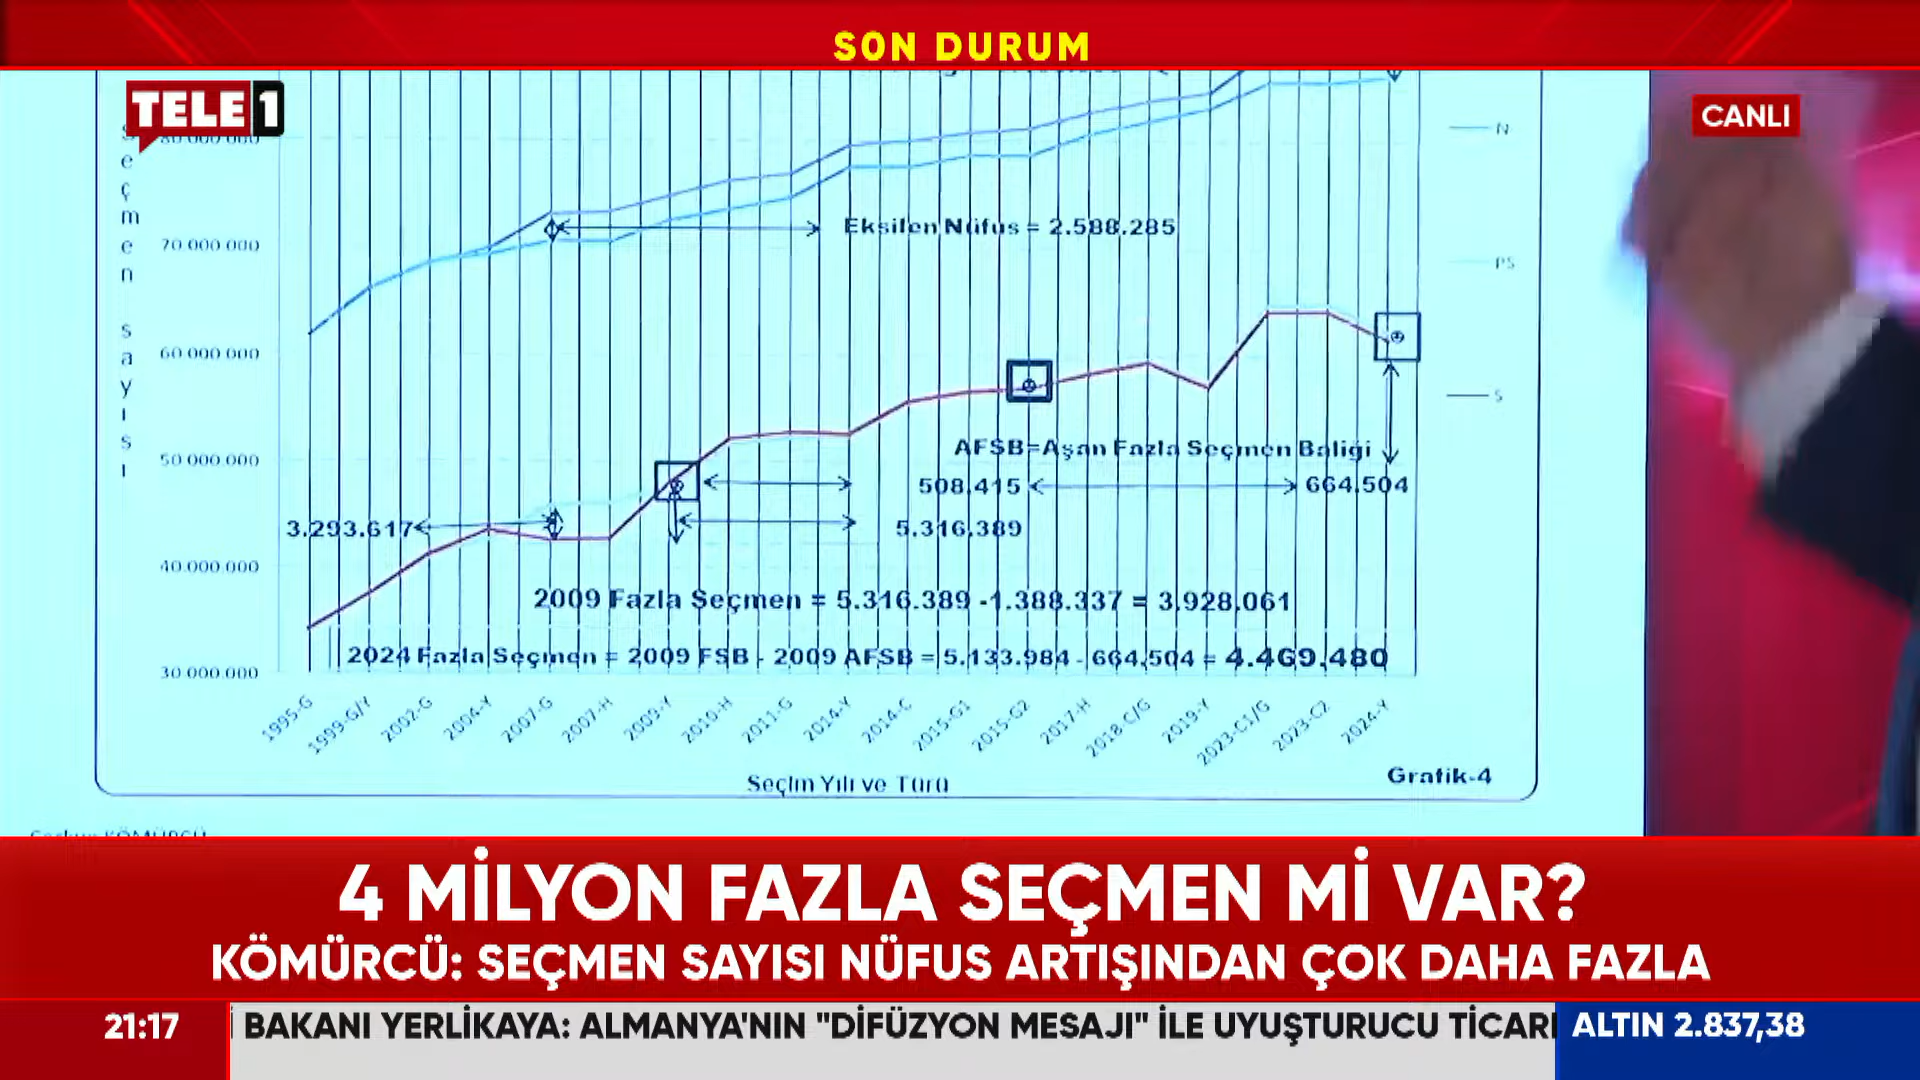 SON DURUM
TELE1
CANLI
Seçmen sayısı
80 000 000
70 000 000
60 000 000
50 000 000
40 000 000
30 000 000
N
PS
S
Eksilen Nüfus = 2.588.285
AFSB=Aşan Fazla Seçmen Baliği
508.415
664.504
3.293.617
5.316.389
2009 Fazla Seçmen = 5.316.389 -1.388.337 = 3.928.061
2024 Fazla Seçmen = 2009 FSB - 2009 AFSB = 5.133.984 - 664.504 = 4.469.480
1995-G
1999-G/Y
2002-G
2004-Y
2007-G
2007-H
2009-Y
2010-H
2011-G
2014-Y
2014-C
2015-G1
2015-G2
2017-H
2018-C/G
2019-Y
2023-C1/G
2023-C2
2024-Y
Seçim Yılı ve Türü
Grafik-4
4 MİLYON FAZLA SEÇMEN Mİ VAR?
KÖMÜRCÜ: SEÇMEN SAYISI NÜFUS ARTIŞINDAN ÇOK DAHA FAZLA
21:17
BAKANI YERLİKAYA: ALMANYA'NIN "DİFÜZYON MESAJI" İLE UYUŞTURUCU TİCARİ
ALTIN 2.837,38